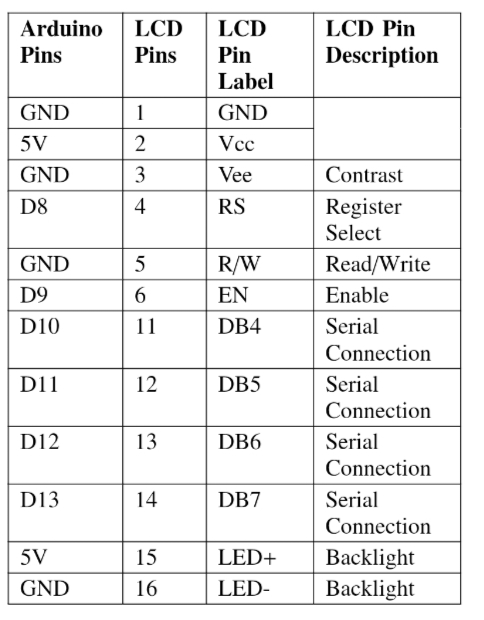 Arduino Pins | LCD Pins | LCD Pin Label | LCD Pin Description
GND | 1 | GND |
5V | 2 | Vcc |
GND | 3 | Vee | Contrast
D8 | 4 | RS | Register Select
GND | 5 | R/W | Read/Write
D9 | 6 | EN | Enable
D10 | 11 | DB4 | Serial Connection
D11 | 12 | DB5 | Serial Connection
D12 | 13 | DB6 | Serial Connection
D13 | 14 | DB7 | Serial Connection
5V | 15 | LED+ | Backlight
GND | 16 | LED- | Backlight